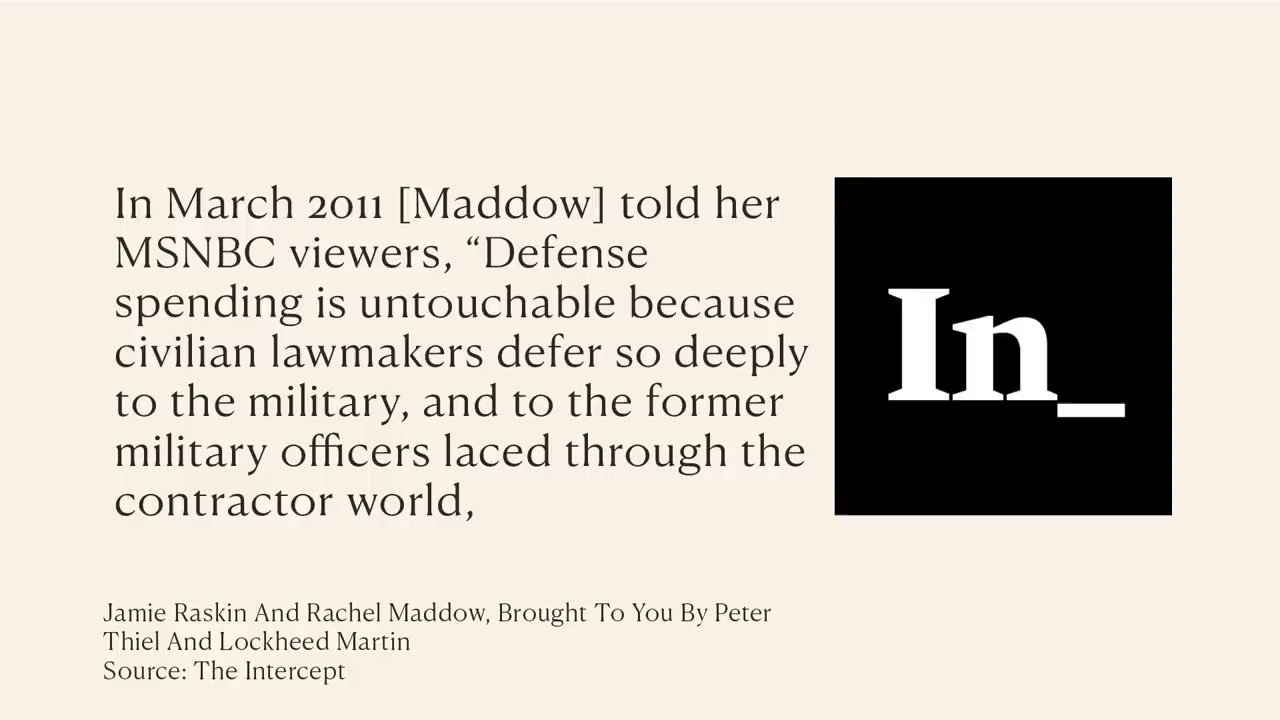 In March 2011 [Maddow] told her
MSNBC viewers, “Defense
spending is untouchable because
civilian lawmakers defer so deeply
to the military, and to the former
military officers laced through the
contractor world,
In_
Jamie Raskin And Rachel Maddow, Brought To You By Peter
Thiel And Lockheed Martin
Source: The Intercept